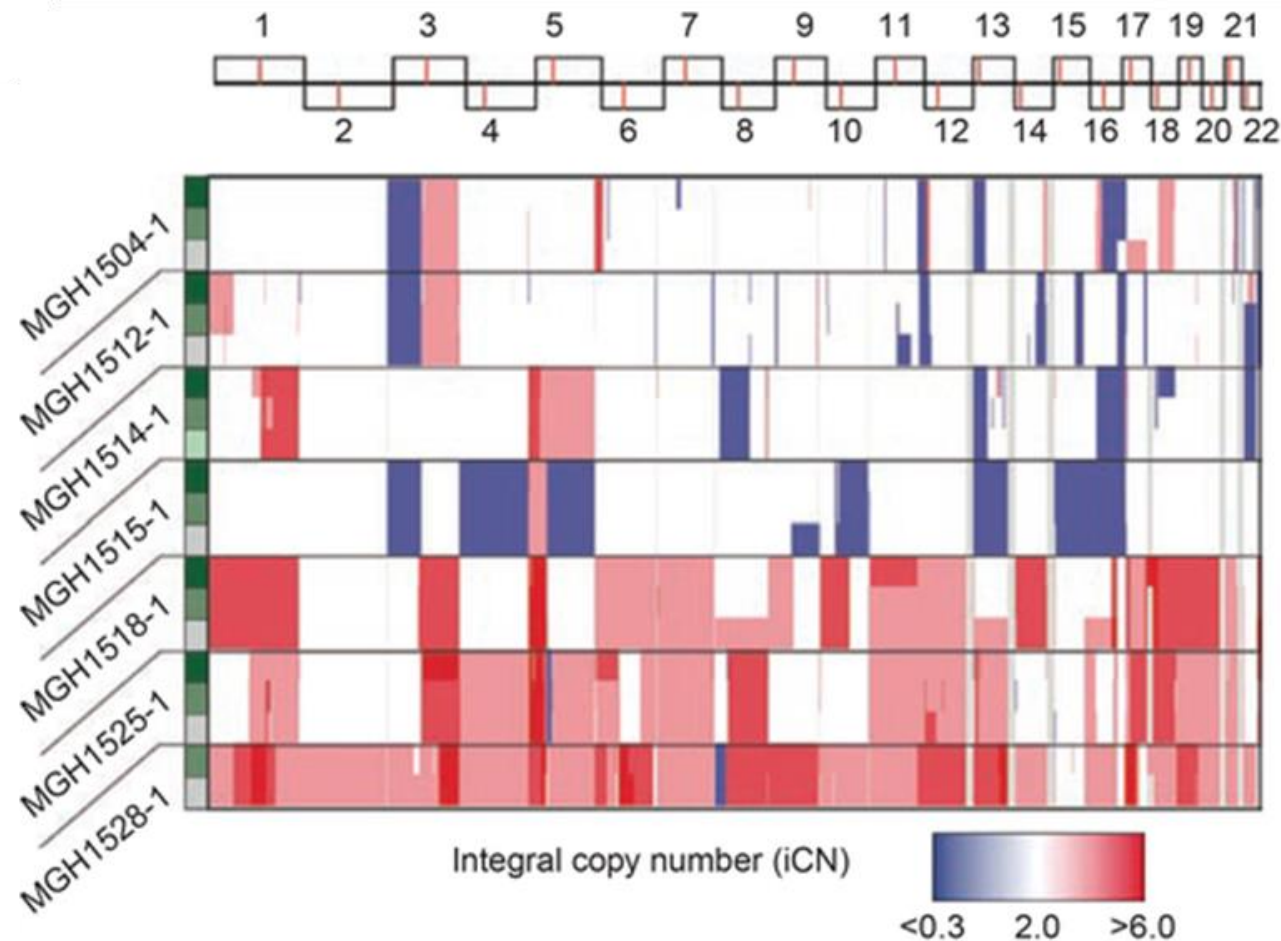 1 3 5 7 9 11 13 15 17 19 21
2 4 6 8 10 12 14 16 18 20 22
MGH1504-1
MGH1512-1
MGH1514-1
MGH1515-1
MGH1518-1
MGH1525-1
MGH1528-1
Integral copy number (iCN)
<0.3 2.0 >6.0